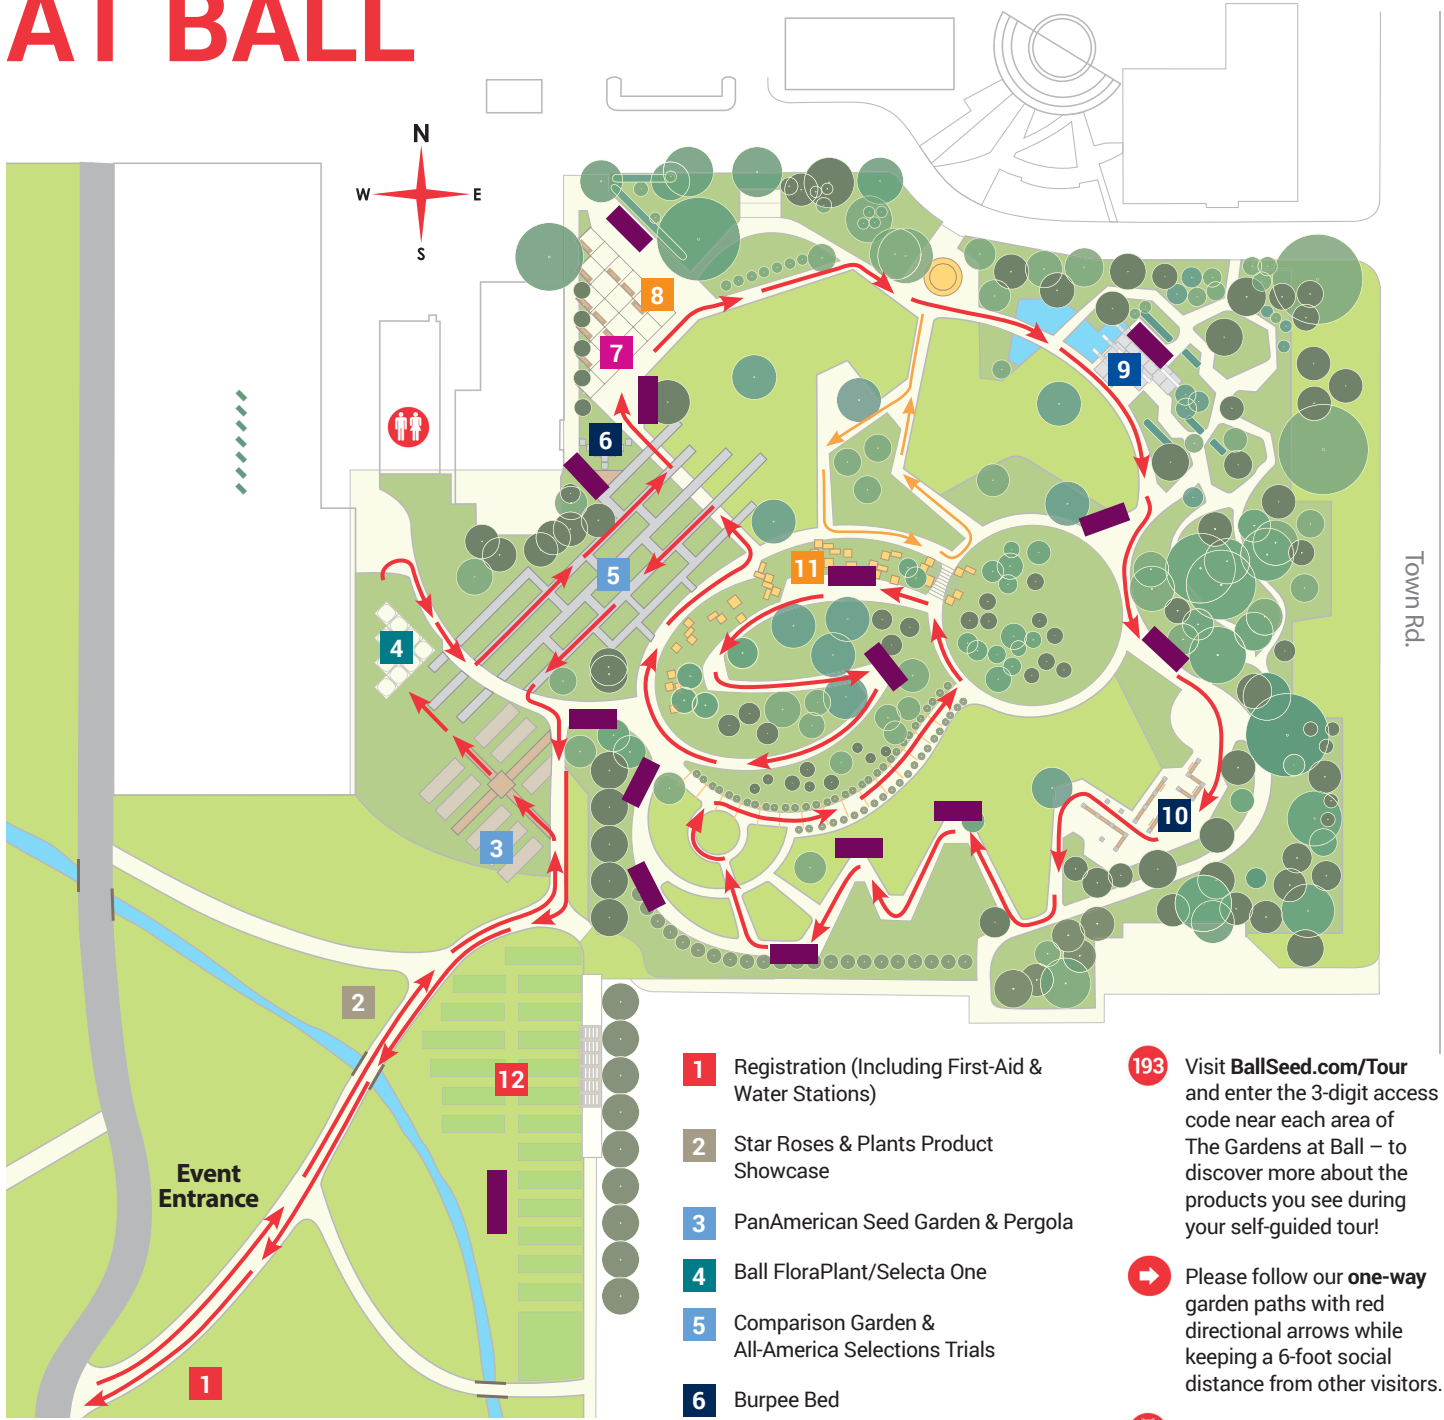 AT BALL
N
W
E
S
8
7
9
6
11
5
4
10
3
2
12
Event
Entrance
1
Town Rd.
1 Registration (Including First-Aid &
Water Stations)
2 Star Roses & Plants Product
Showcase
3 PanAmerican Seed Garden & Pergola
4 Ball FloraPlant/Selecta One
5 Comparison Garden &
All-America Selections Trials
6 Burpee Bed
193 Visit BallSeed.com/Tour
and enter the 3-digit access
code near each area of
The Gardens at Ball – to
discover more about the
products you see during
your self-guided tour!
Please follow our one-way
garden paths with red
directional arrows while
keeping a 6-foot social
distance from other visitors.